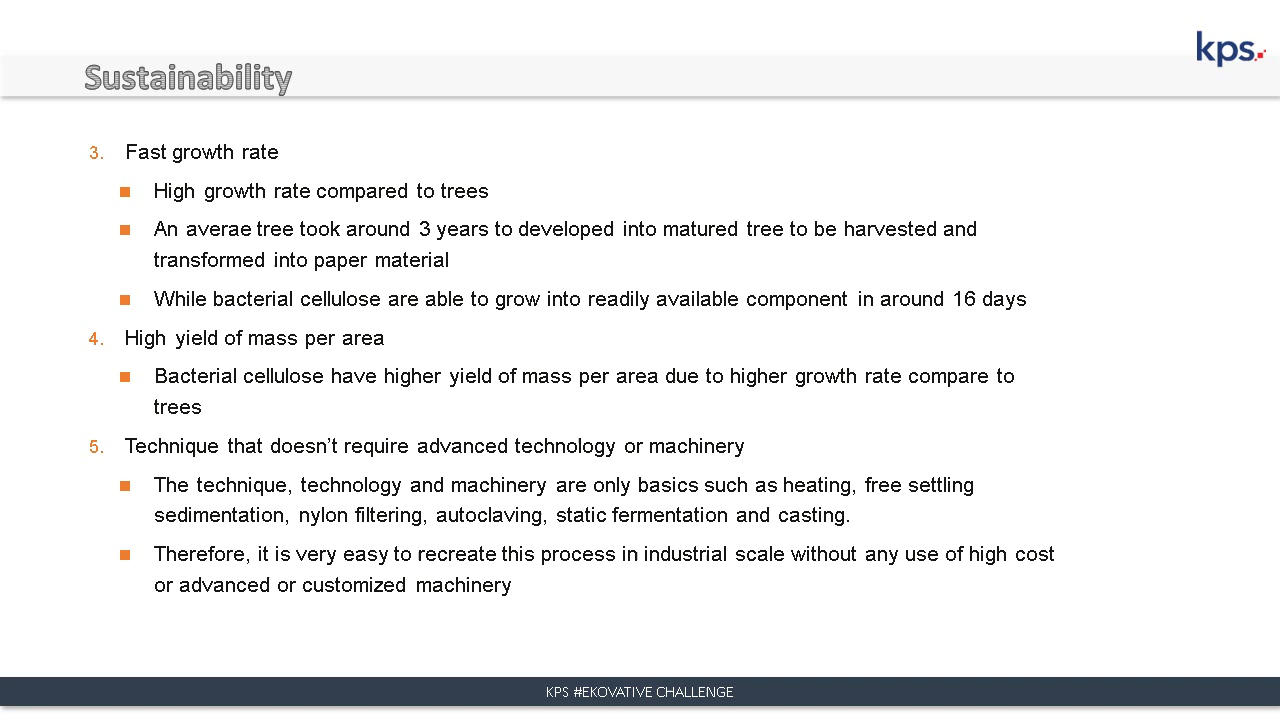 kps
Sustainability
3. Fast growth rate
■ High growth rate compared to trees
■ An averae tree took around 3 years to developed into matured tree to be harvested and
transformed into paper material
■ While bacterial cellulose are able to grow into readily available component in around 16 days
4. High yield of mass per area
■ Bacterial cellulose have higher yield of mass per area due to higher growth rate compare to
trees
5. Technique that doesn’t require advanced technology or machinery
■ The technique, technology and machinery are only basics such as heating, free settling
sedimentation, nylon filtering, autoclaving, static fermentation and casting.
■ Therefore, it is very easy to recreate this process in industrial scale without any use of high cost
or advanced or customized machinery
KPS #EKOVATIVE CHALLENGE